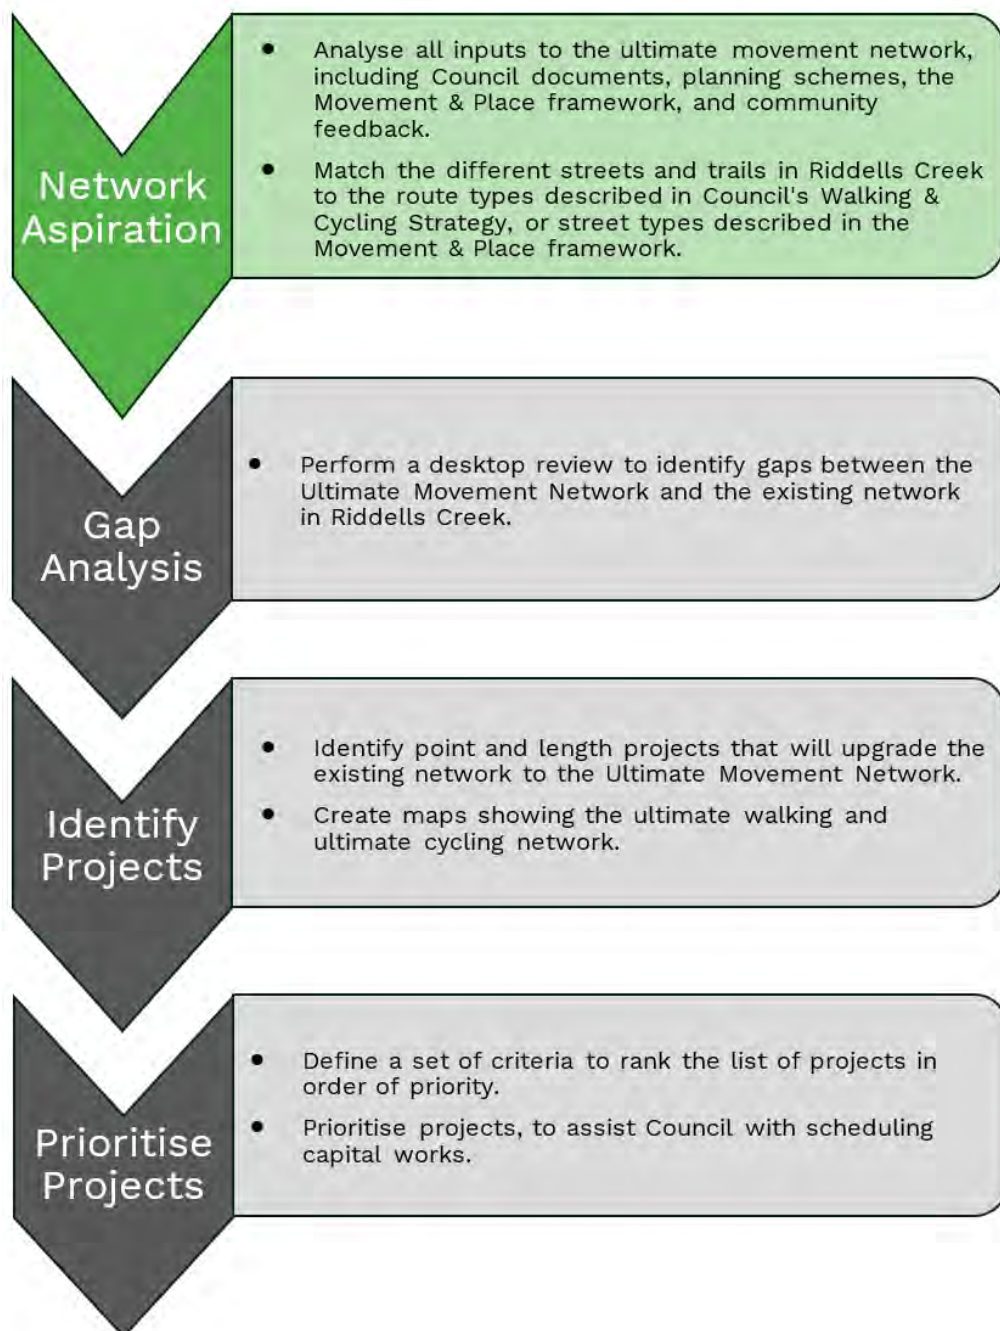 Network
Aspiration
● Analyse all inputs to the ultimate movement network,
including Council documents, planning schemes, the
Movement & Place framework, and community
feedback.
● Match the different streets and trails in Riddells Creek
to the route types described in Council's Walking &
Cycling Strategy, or street types described in the
Movement & Place framework.
Gap
Analysis
● Perform a desktop review to identify gaps between the
Ultimate Movement Network and the existing network
in Riddells Creek.
Identify
Projects
● Identify point and length projects that will upgrade the
existing network to the Ultimate Movement Network.
● Create maps showing the ultimate walking and
ultimate cycling network.
Prioritise
Projects
● Define a set of criteria to rank the list of projects in
order of priority.
● Prioritise projects, to assist Council with scheduling
capital works.